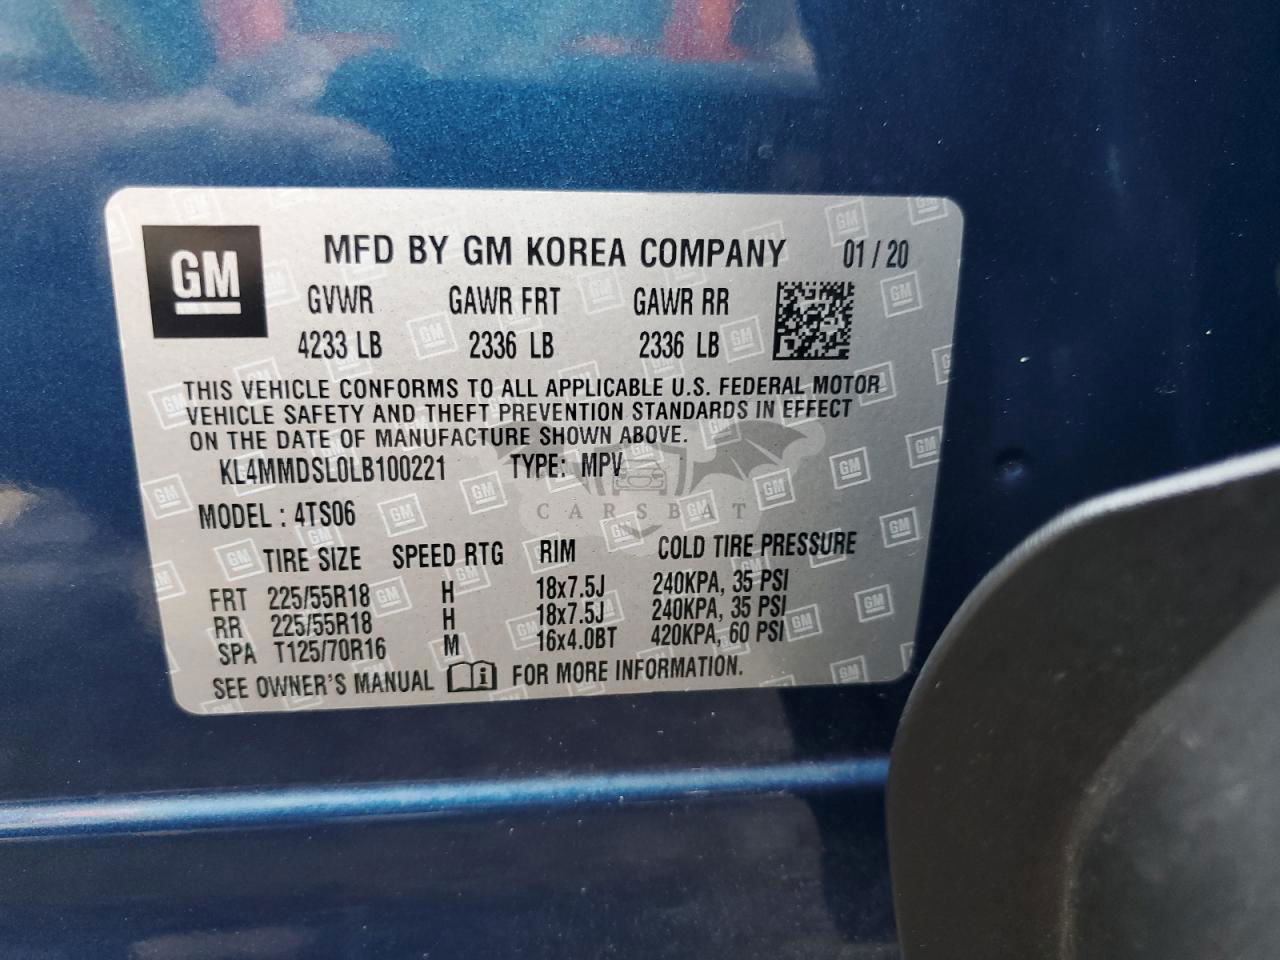 GM
MFD BY GM KOREA COMPANY 01 / 20
GVWR GAWR FRT GAWR RR
4233 LB 2336 LB 2336 LB
THIS VEHICLE CONFORMS TO ALL APPLICABLE U.S. FEDERAL MOTOR
VEHICLE SAFETY AND THEFT PREVENTION STANDARDS IN EFFECT
ON THE DATE OF MANUFACTURE SHOWN ABOVE.
KL4MMDSL0LB100221 TYPE: MPV
CARSBAT
MODEL : 4TS06
TIRE SIZE SPEED RTG RIM COLD TIRE PRESSURE
FRT 225/55R18 H 18x7.5J 240KPA, 35 PSI
RR 225/55R18 H 18x7.5J 240KPA, 35 PSI
SPA T125/70R16 M 16x4.0BT 420KPA, 60 PSI
SEE OWNER'S MANUAL i FOR MORE INFORMATION.